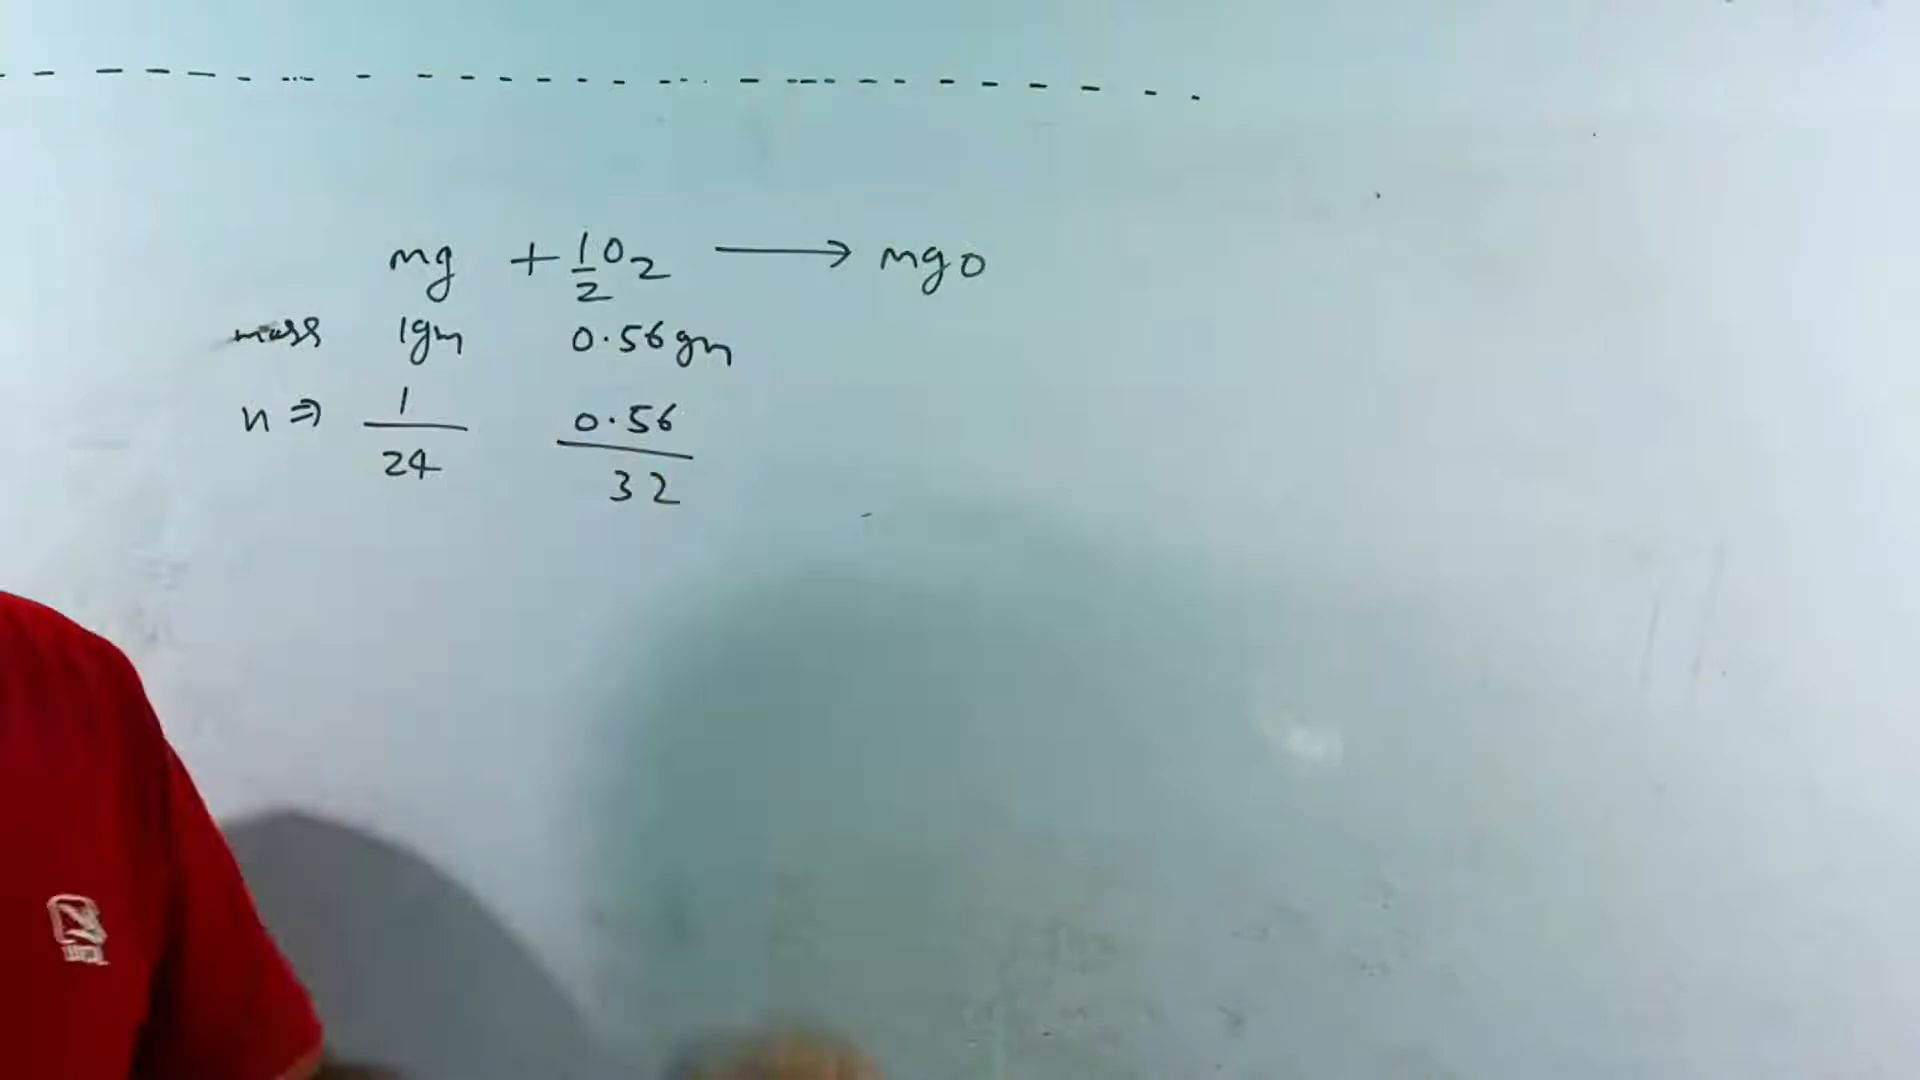 mg + 1/2 O2 ⟶ mgo
mass 1gm 0.56gm
n ⇒ 1/24 0.56/32